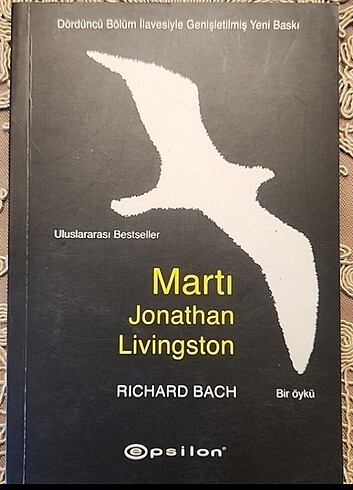 Dördüncü Bölüm İlavesiyle Genişletilmiş Yeni Baskı
Uluslararası Bestseller
Martı
Jonathan
Livingston
RICHARD BACH
Bir öykü
epsilon®